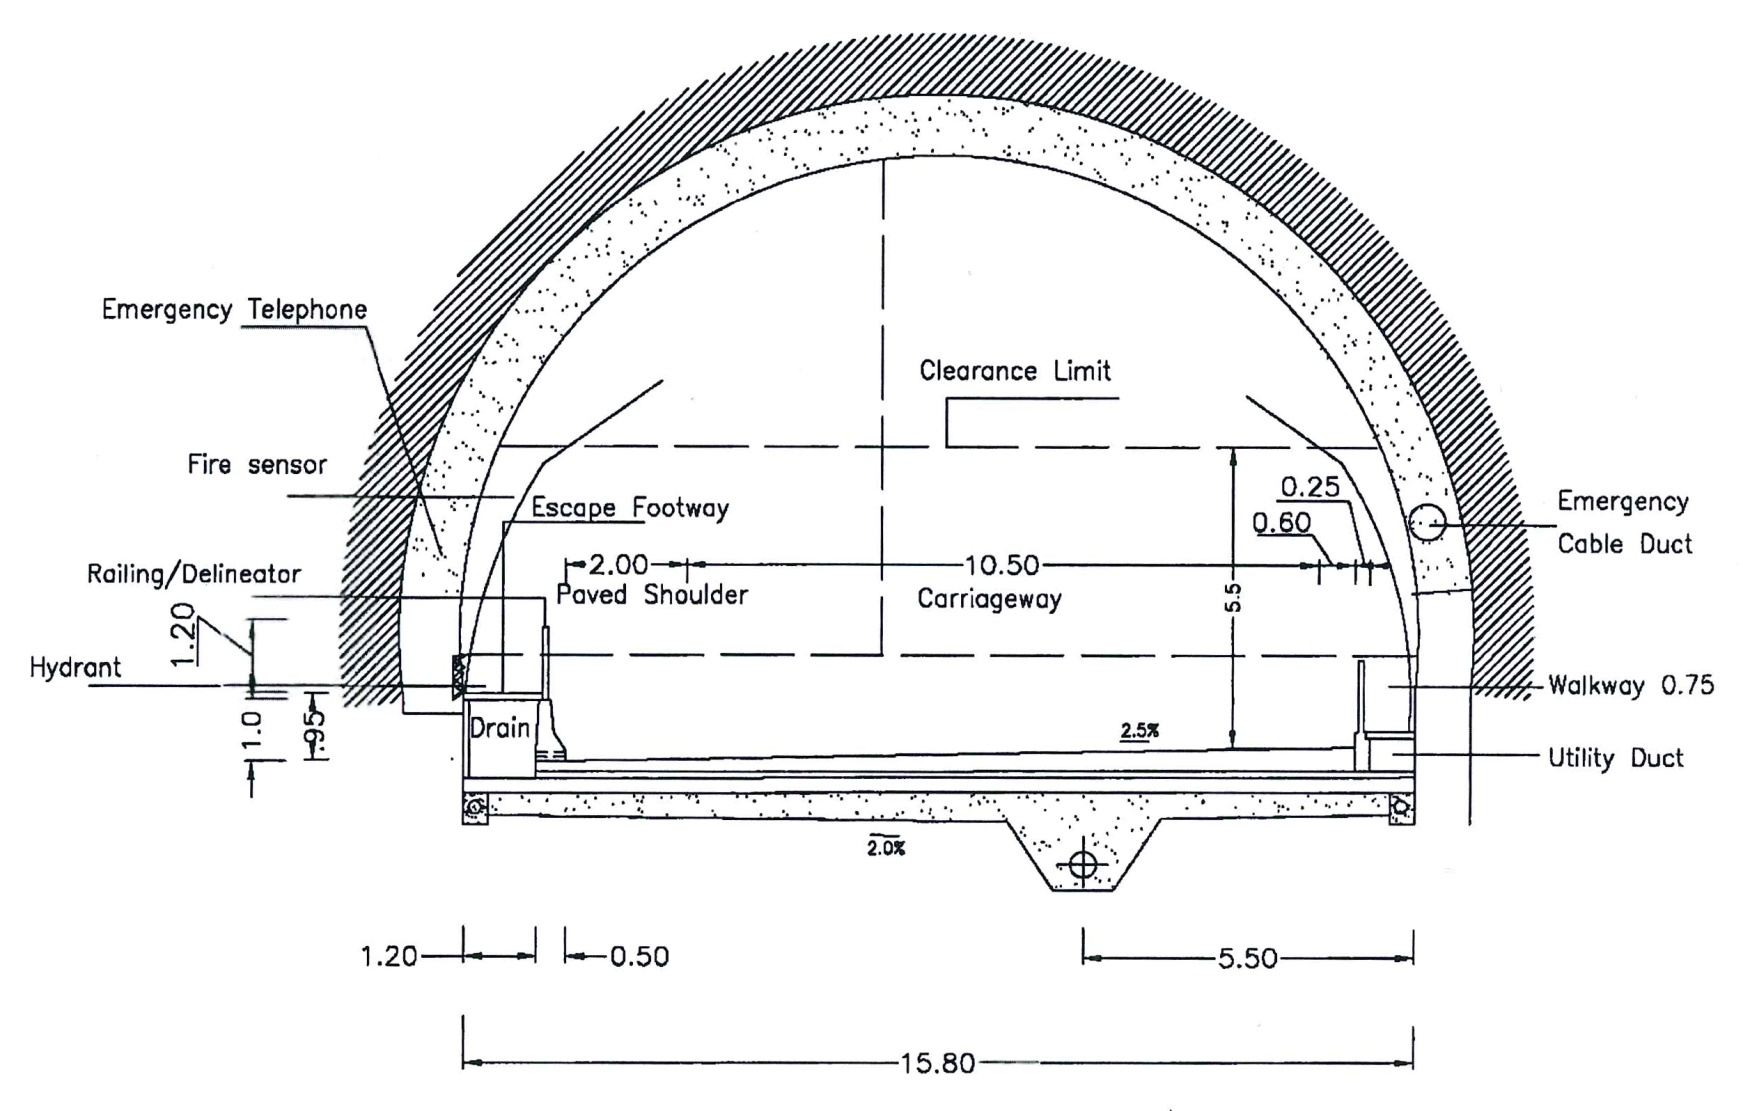 Emergency Telephone
Clearance Limit
Fire sensor
0.25
Emergency
Cable Duct
Escape Footway
0.60
2.00
10.50
Railing/Delineator
Paved Shoulder
Carriageway
5.5
1.20
Hydrant
Walkway 0.75
1.0
.95
Drain
2.5%
Utility Duct
2.0%
1.20
0.50
5.50
15.80